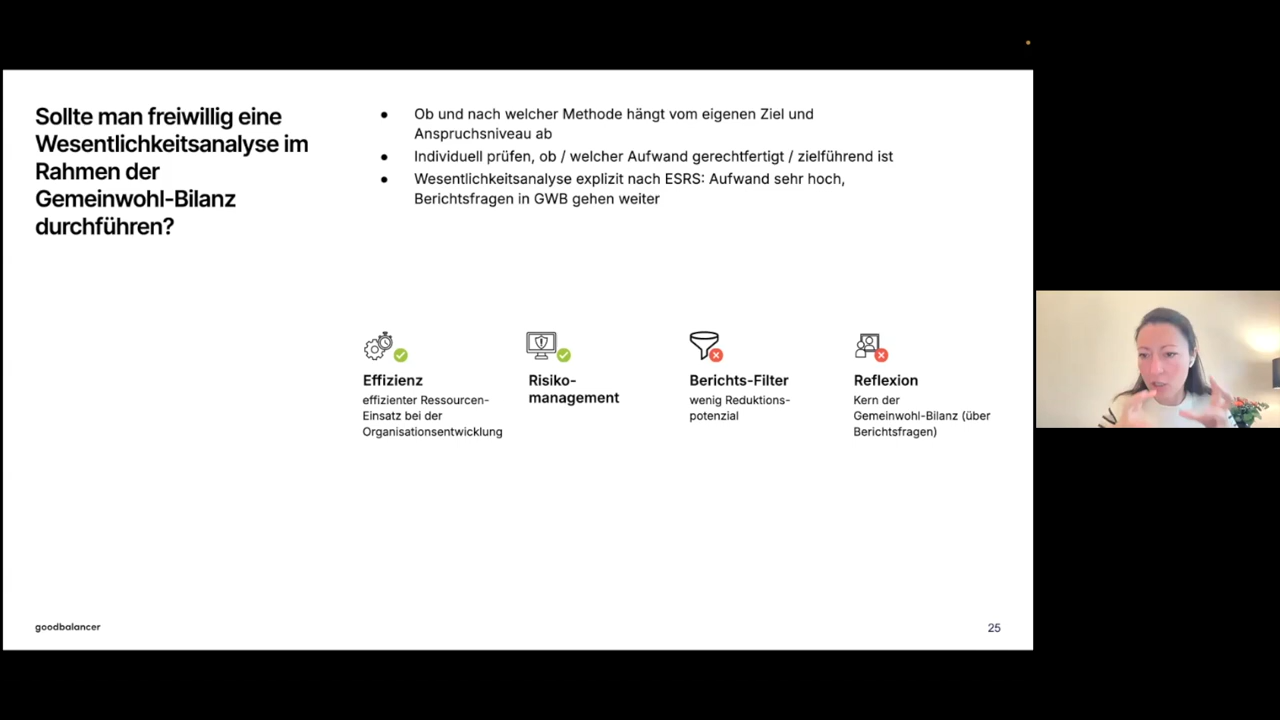 Sollte man freiwillig eine
Wesentlichkeitsanalyse im
Rahmen der
Gemeinwohl-Bilanz
durchführen?
● Ob und nach welcher Methode hängt vom eigenen Ziel und
Anspruchsniveau ab
● Individuell prüfen, ob / welcher Aufwand gerechtfertigt / zielführend ist
● Wesentlichkeitsanalyse explizit nach ESRS: Aufwand sehr hoch,
Berichtsfragen in GWB gehen weiter
Effizienz
effizienter Ressourcen-
Einsatz bei der
Organisationsentwicklung
Risiko-
management
Berichts-Filter
wenig Reduktions-
potenzial
Reflexion
Kern der
Gemeinwohl-Bilanz (über
Berichtsfragen)
goodbalancer
25